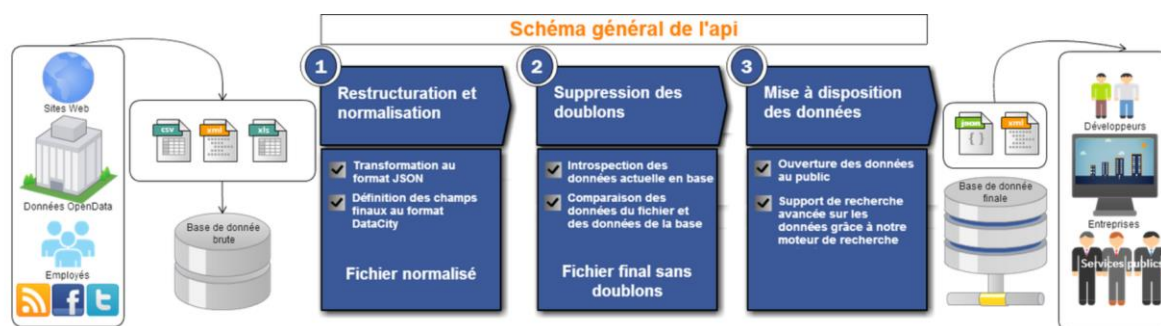 Schéma général de l'api
Sites Web
Données OpenData
Employés
csv
xml
xls
Base de donnée
brute
1
Restructuration et
normalisation
Transformation au
format JSON
Définition des champs
finaux au format
DataCity
Fichier normalisé
2
Suppression des
doublons
Introspection des
données actuelle en base
Comparaison des
données du fichier et
des données de la base
Fichier final sans
doublons
3
Mise à disposition
des données
Ouverture des données
au public
Support de recherche
avancée sur les
données grâce à notre
moteur de recherche
json
{ }
xml
Base de donnée
finale
Développeurs
Entreprises
Services publics